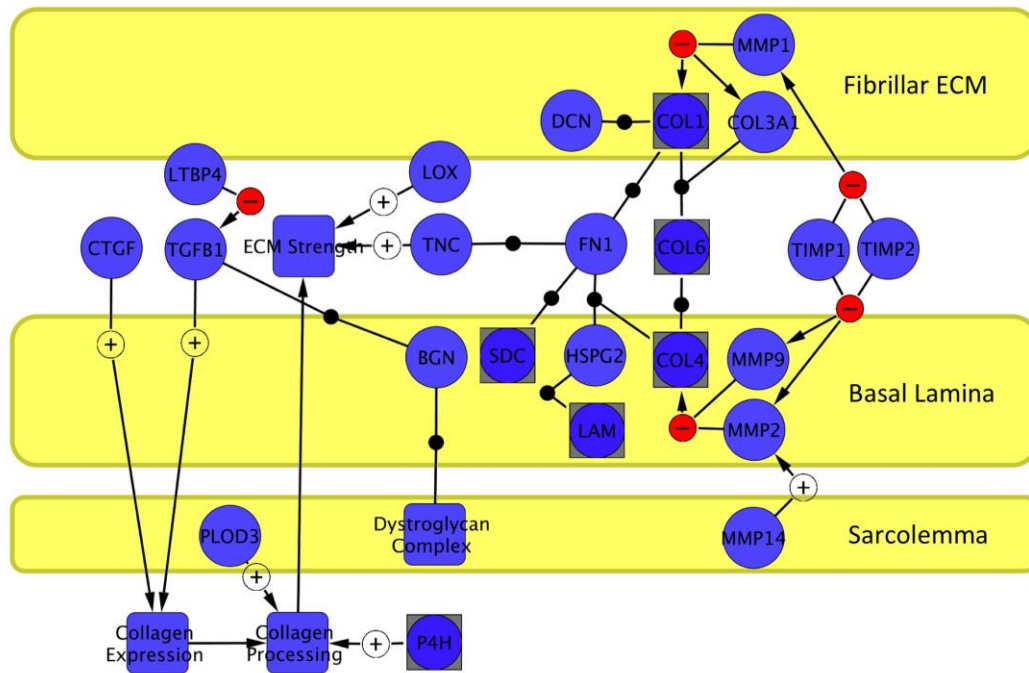 MMP1
Fibrillar ECM
DCN
COL1
COL3A1
LTBP4
LOX
CTGF
TGFB1
ECM Strength
TNC
FN1
COL6
TIMP1
TIMP2
BGN
SDC
HSPG2
COL4
MMP9
Basal Lamina
LAM
MMP2
PLOD3
Dystroglycan
Complex
MMP14
Sarcolemma
Collagen
Expression
Collagen
Processing
P4H